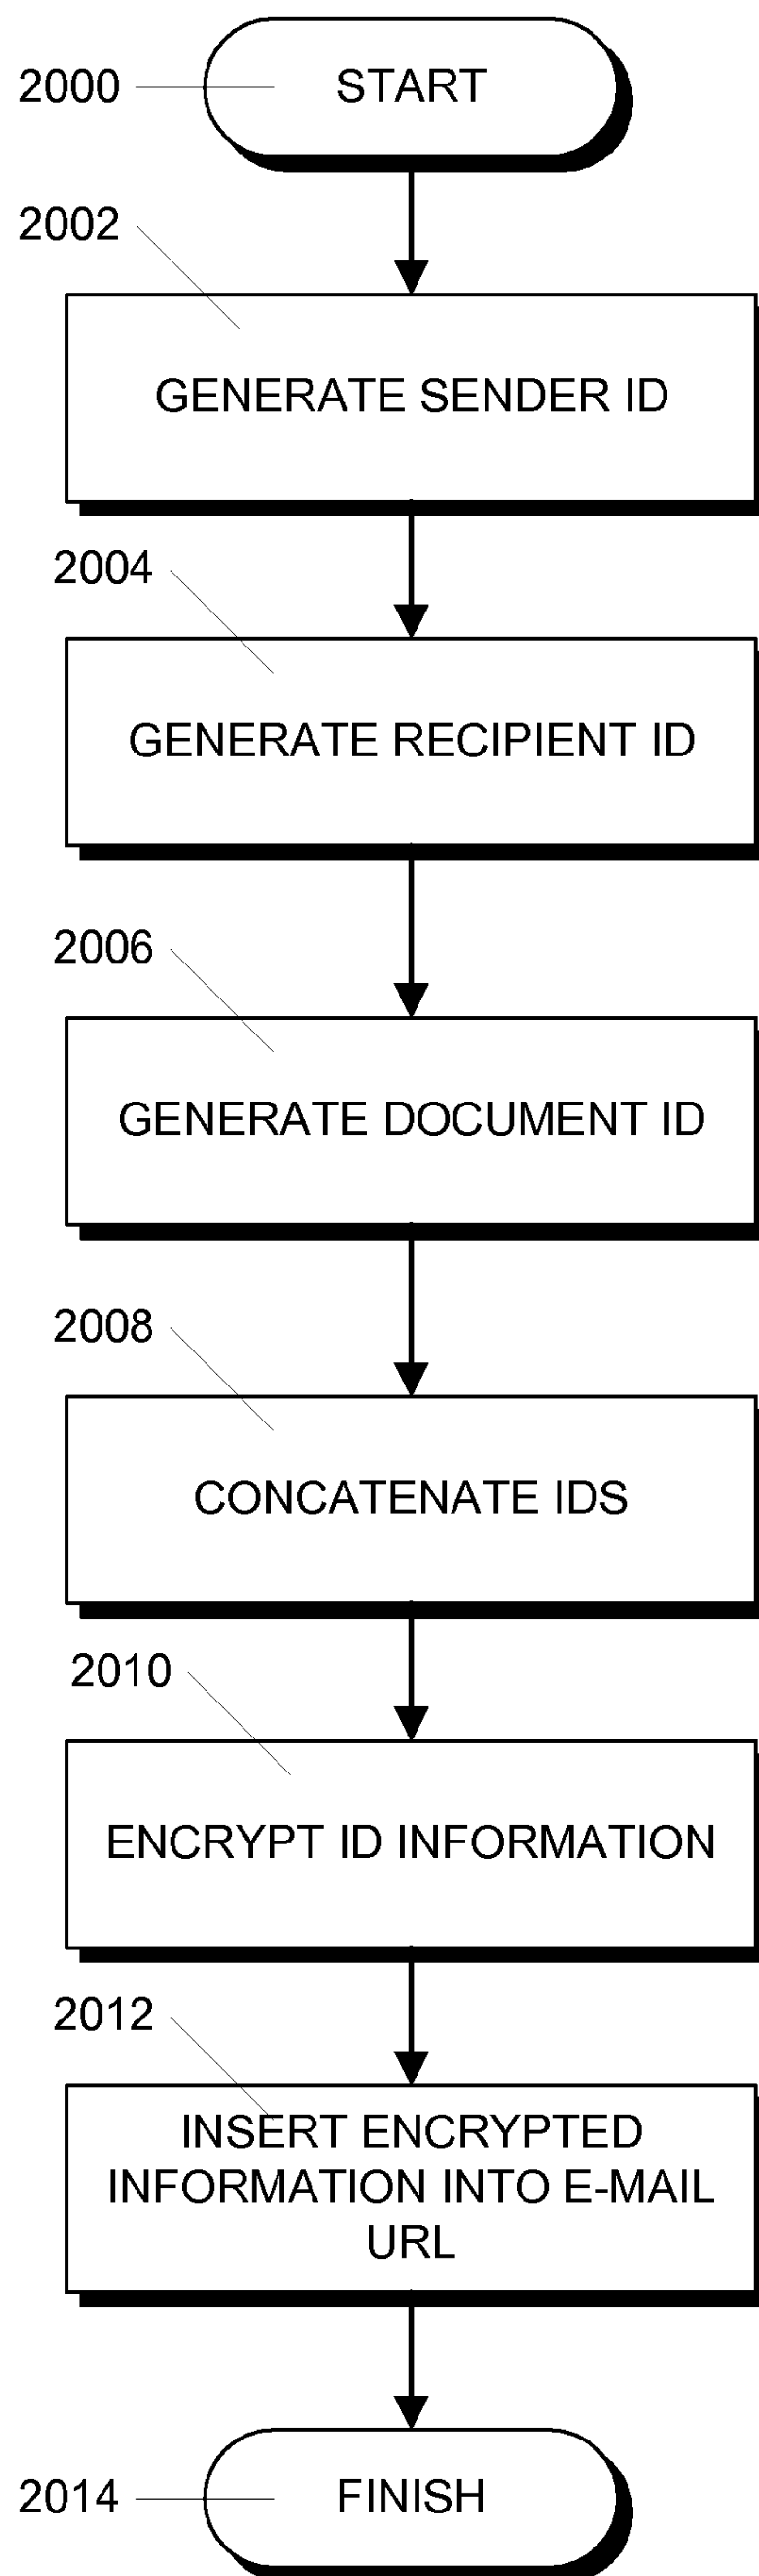 2000
START
2002
GENERATE SENDER ID
2004
GENERATE RECIPIENT ID
2006
GENERATE DOCUMENT ID
2008
CONCATENATE IDS
2010
ENCRYPT ID INFORMATION
2012
INSERT ENCRYPTED
INFORMATION INTO E-MAIL
URL
2014
FINISH